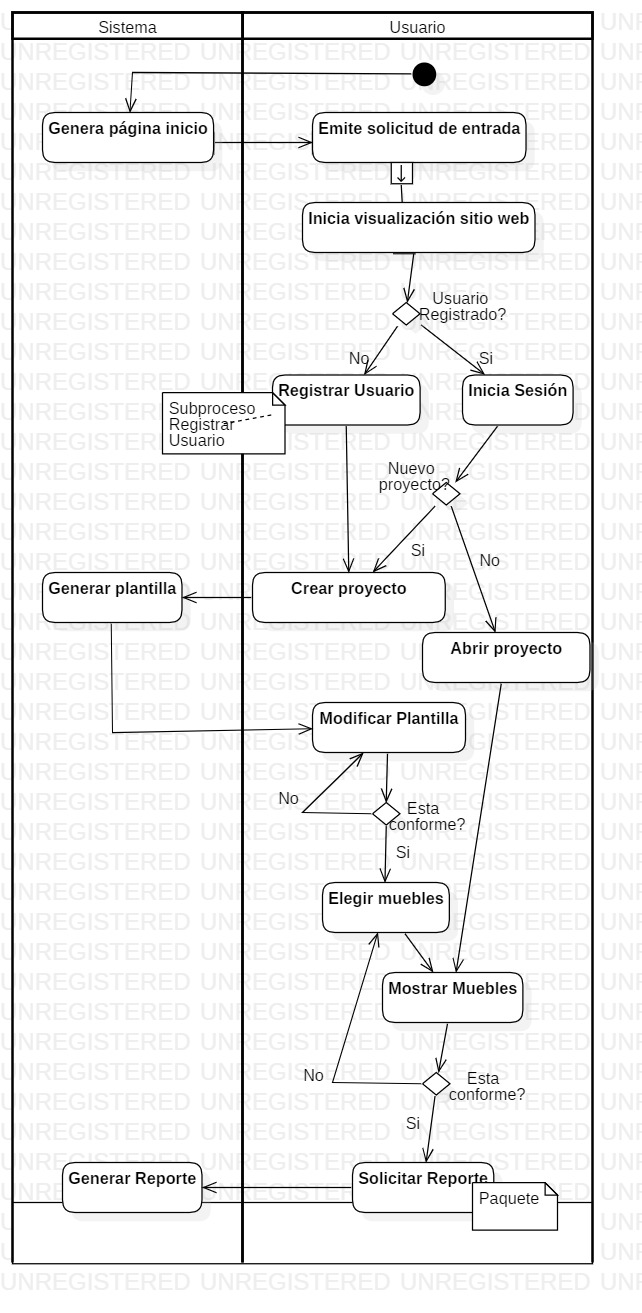 Sistema
Usuario
Genera página inicio
Emite solicitud de entrada
Inicia visualización sitio web
Usuario
Registrado?
No
Si
Registrar Usuario
Inicia Sesión
Subproceso
Registrar
Usuario
Nuevo
proyecto?
Si
No
Generar plantilla
Crear proyecto
Abrir proyecto
Modificar Plantilla
No
Esta
conforme?
Si
Elegir muebles
Mostrar Muebles
No
Esta
conforme?
Si
Generar Reporte
Solicitar Reporte
Paquete
UNREGISTERED